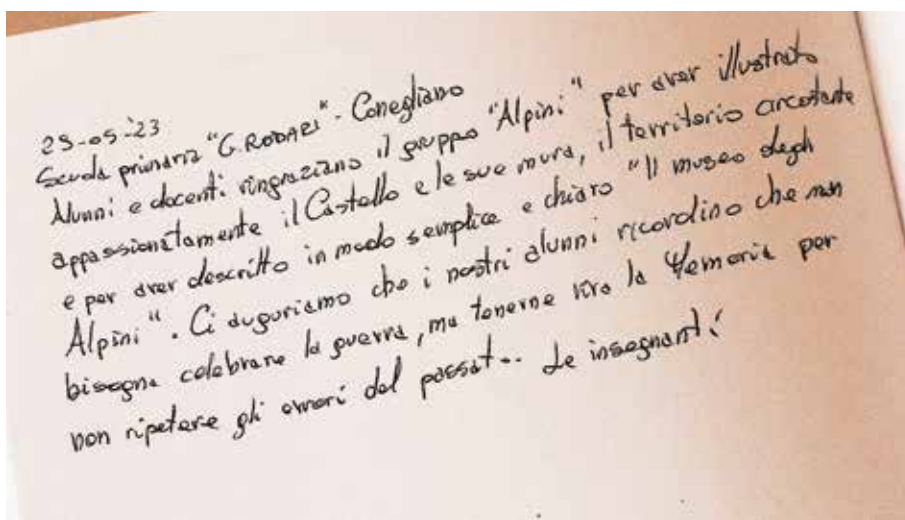 29-05-'23
Scuola primaria "G. RODARI" - Conegliano
Alunni e docenti ringraziano il gruppo "Alpini" per aver illustrato
appassionatamente il Castello e le sue mura, il territorio circostante
e per aver descritto in modo semplice e chiaro "Il museo degli
Alpini". Ci auguriamo che i nostri alunni ricordino che non
bisogna celebrare la guerra, ma tenerne viva la Memoria per
non ripetere gli errori del passat.. Le insegnanti